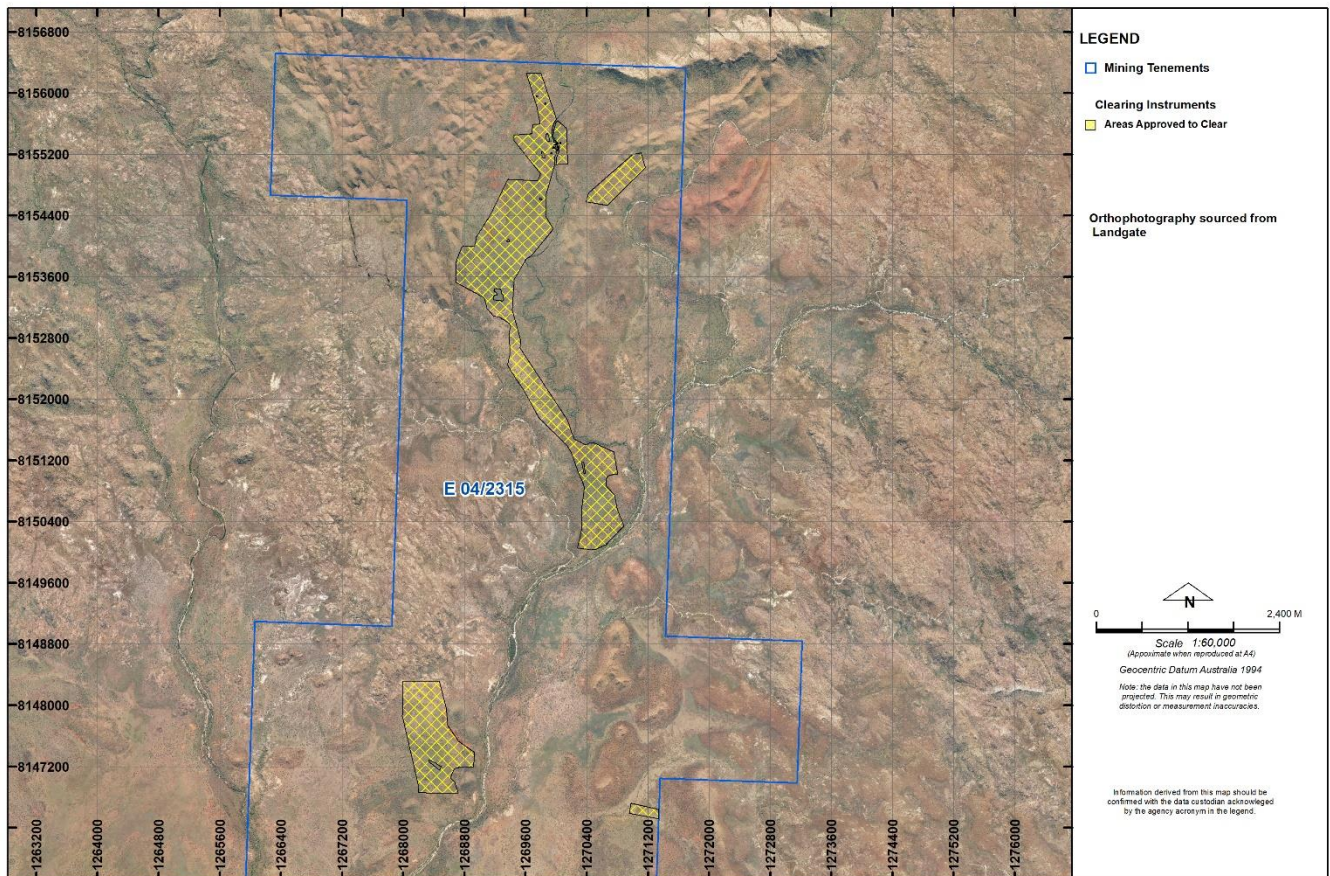 8156800
8156000
8155200
8154400
8153600
8152800
8152000
8151200
8150400
8149600
8148800
8148000
8147200
E 04/2315
1263200
1264000
1264800
1265600
1266400
1267200
1268000
1268800
1269600
1270400
1271200
1272000
1272800
1273600
1274400
1275200
1276000
LEGEND
Mining Tenements
Clearing Instruments
Areas Approved to Clear
Orthophotography sourced from
Landgate
N
0 2,400 M
Scale 1:60,000
(Approximate when reproduced at A4)
Geocentric Datum Australia 1994
Note: the data in this map have not been
projected. This may result in geometric
distortion or measurement inaccuracies.
Information derived from this map should be
confirmed with the data custodian acknowleged
by the agency acronym in the legend.